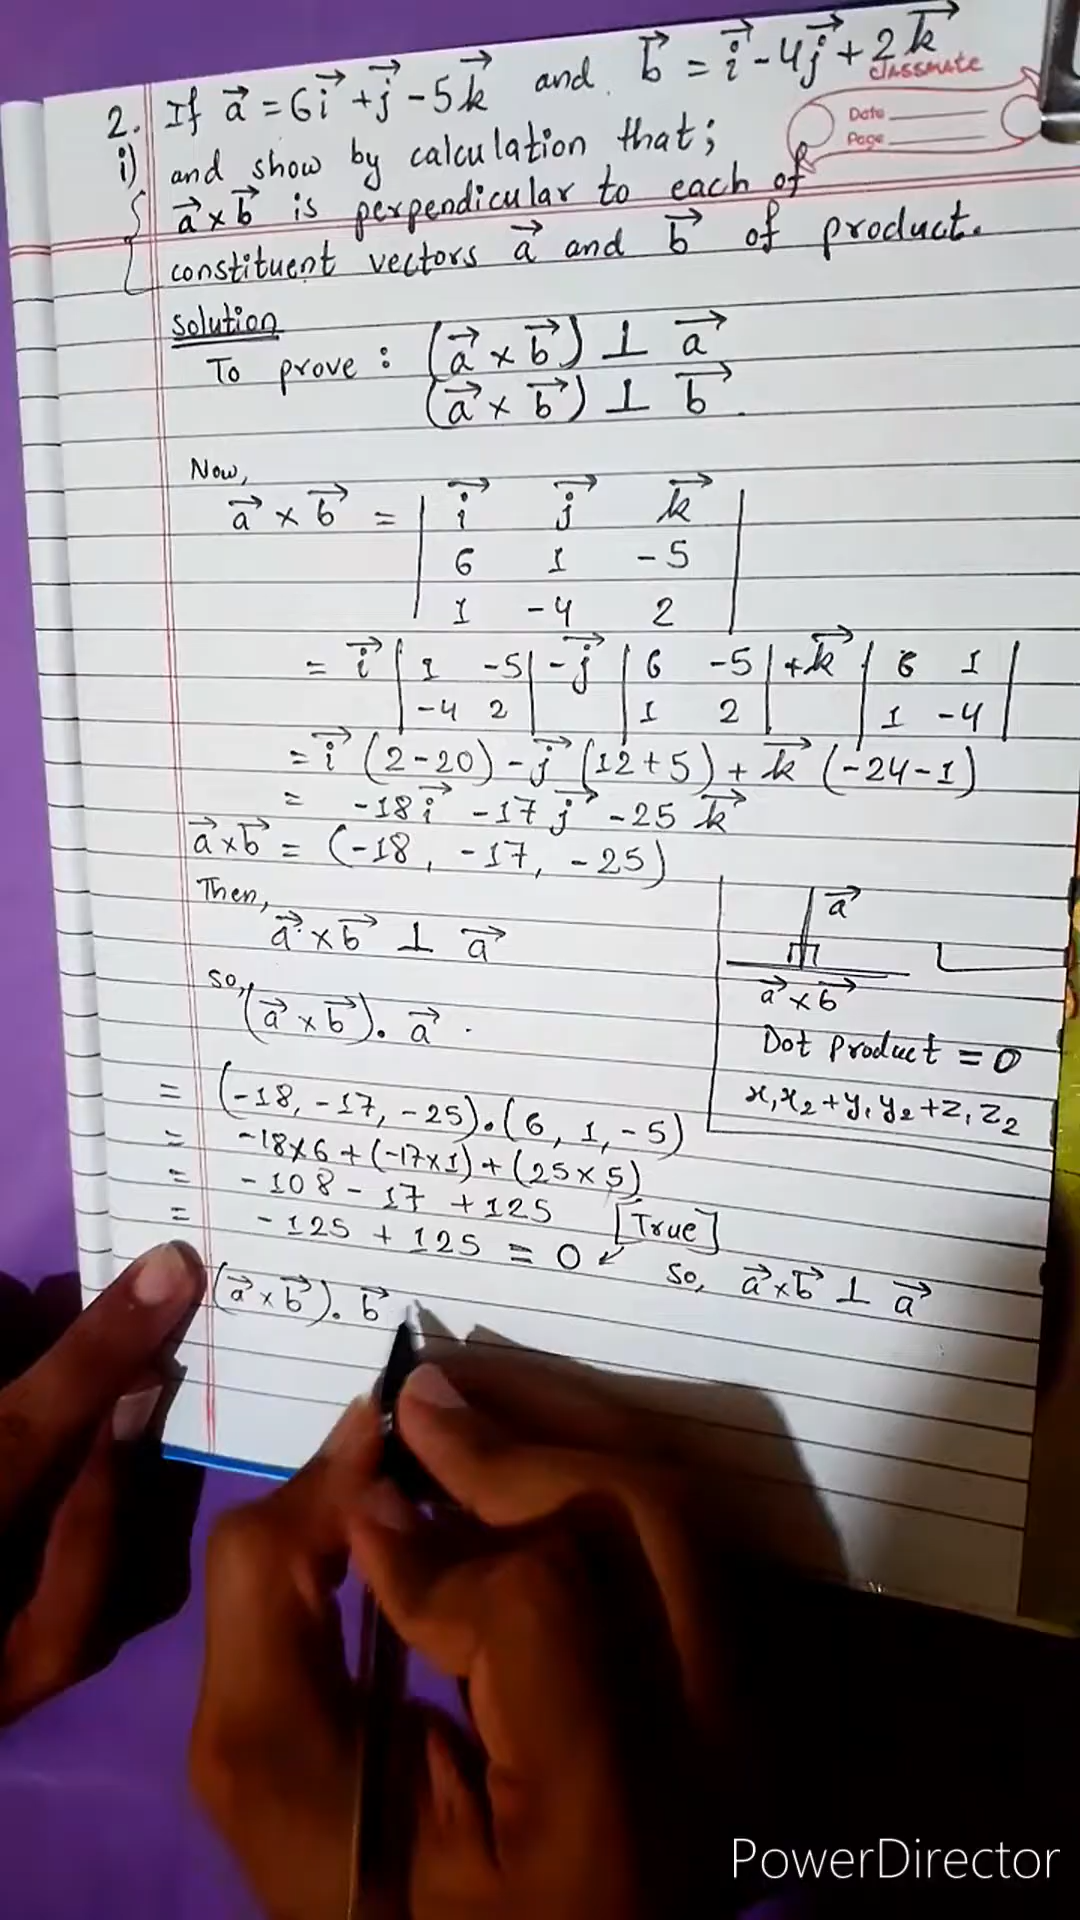 2. If a⃗ = 6i⃗ + j⃗ - 5k⃗ and b⃗ = i⃗ - 4j⃗ + 2k⃗
classmate
Date
Page
i) and show by calculation that;
a⃗ × b⃗ is perpendicular to each of
constituent vectors a⃗ and b⃗ of product.
Solution
To prove : (a⃗ × b⃗) ⊥ a⃗
(a⃗ × b⃗) ⊥ b⃗.
Now,
a⃗ × b⃗ = | i⃗ j⃗ k⃗ |
| 6 1 -5 |
| 1 -4 2 |
= i⃗ | 1 -5 | - j⃗ | 6 -5 | + k⃗ | 6 1 |
| -4 2 | | 1 2 | | 1 -4 |
= i⃗ (2-20) - j⃗ (12+5) + k⃗ (-24-1)
= -18i⃗ -17j⃗ -25k⃗
a⃗ × b⃗ = (-18, -17, -25)
Then,
a⃗ × b⃗ ⊥ a⃗
so, (a⃗ × b⃗). a⃗ .
a⃗
a⃗ × b⃗
Dot Product = 0
x₁x₂ + y₁y₂ + z₁z₂
= (-18, -17, -25).(6, 1, -5)
= -18×6 + (-17×1) + (25×5)
= -108 - 17 + 125
= -125 + 125 = 0 [True]
So, a⃗ × b⃗ ⊥ a⃗
(a⃗ × b⃗). b⃗
PowerDirector